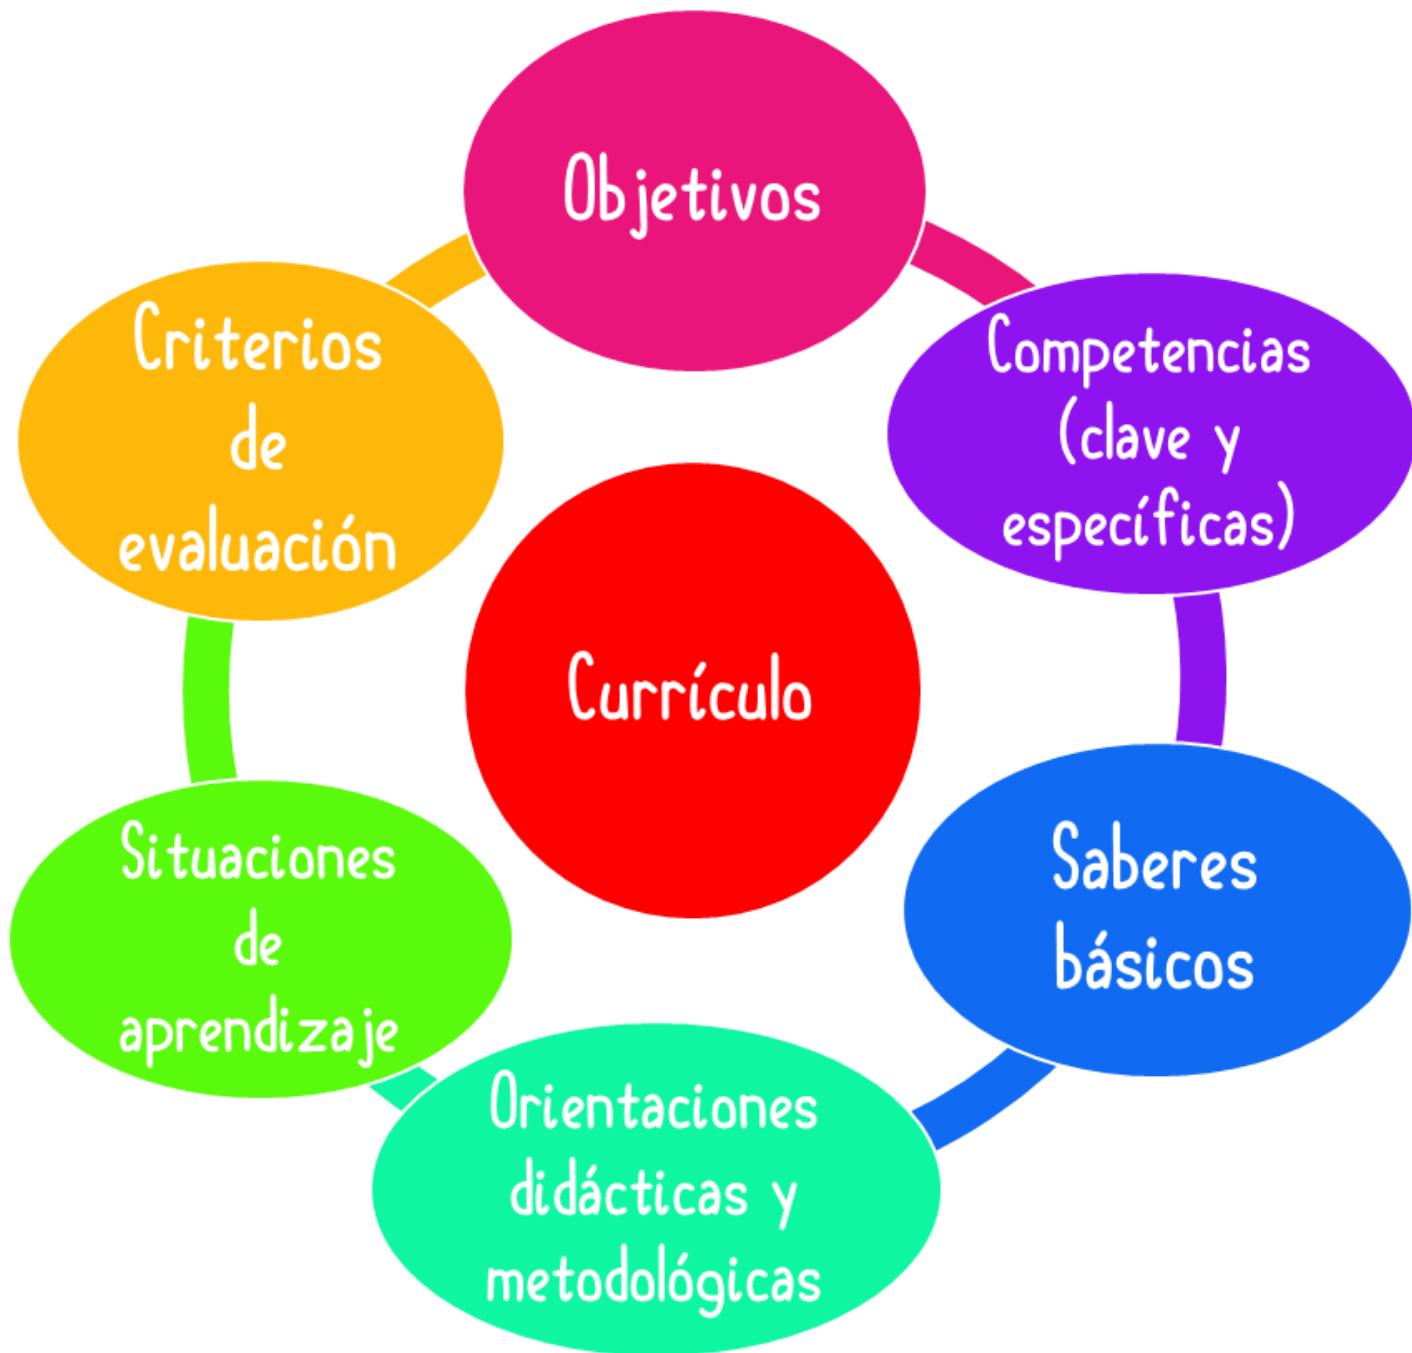 Objetivos
Competencias
(clave y
específicas)
Saberes
básicos
Orientaciones
didácticas y
metodológicas
Situaciones
de
aprendizaje
Criterios
de
evaluación
Currículo